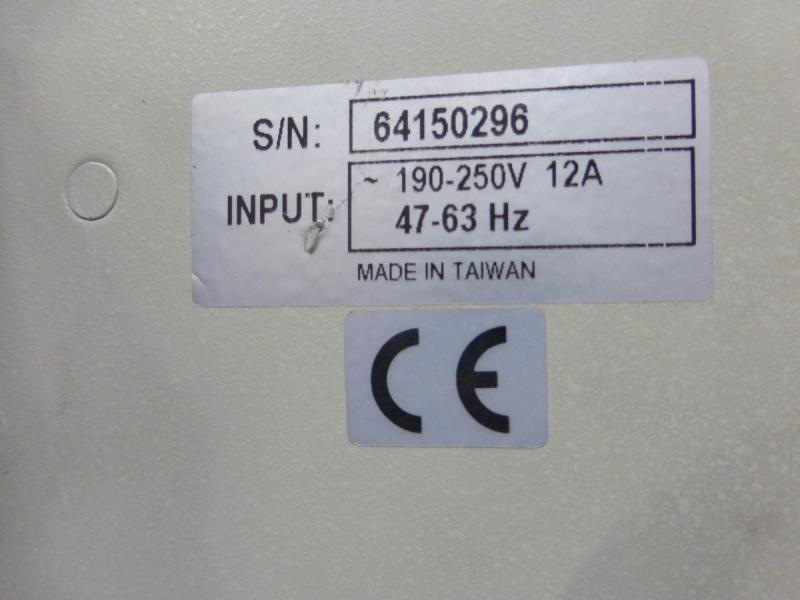 S/N: 64150296
INPUT: ~ 190-250V 12A
47-63 Hz
MADE IN TAIWAN
CE